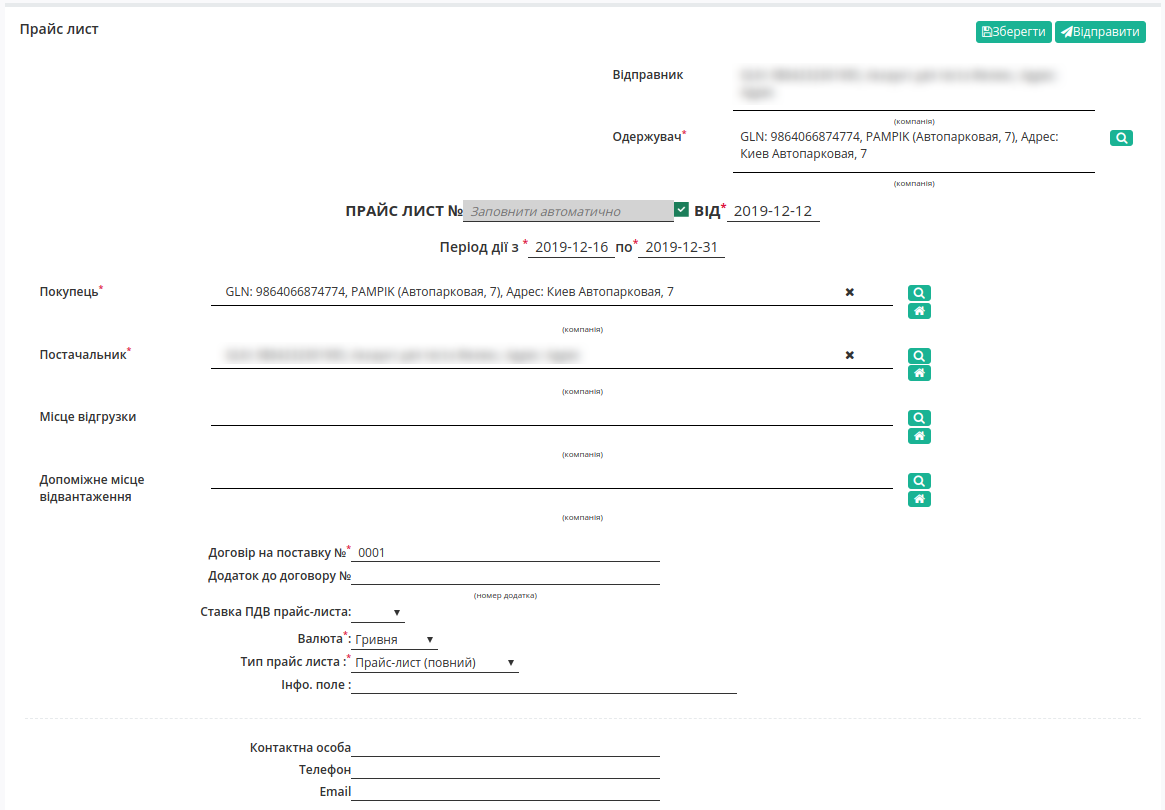 Прайс лист
Зберегти Відправити
Відправник
(компанія)
Одержувач* GLN: 9864066874774, PAMPIK (Автопарковая, 7), Адрес:
Киев Автопарковая, 7
(компанія)
ПРАЙС ЛИСТ № Заповнити автоматично ВІД* 2019-12-12
Період дії з * 2019-12-16 по* 2019-12-31
Покупець* GLN: 9864066874774, PAMPIK (Автопарковая, 7), Адрес: Киев Автопарковая, 7
(компанія)
Постачальник*
(компанія)
Місце відгрузки
(компанія)
Допоміжне місце
відвантаження
(компанія)
Договір на поставку №* 0001
Додаток до договору №
(номер додатка)
Ставка ПДВ прайс-листа:
Валюта*: Гривня
Тип прайс листа :* Прайс-лист (повний)
Інфо. поле :
Контактна особа
Телефон
Email